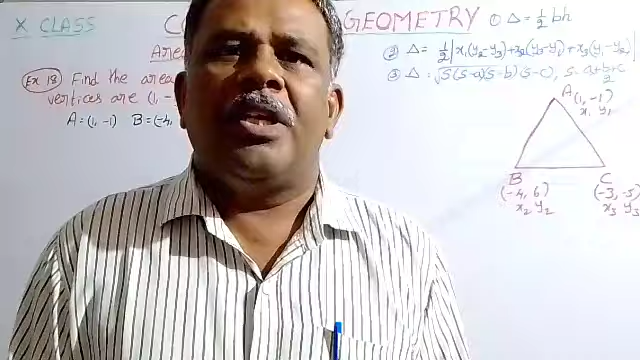 X CLASS CO GEOMETRY ① Δ = 1/2 bh
Area ② Δ = 1/2 |x₁(y₂-y₃)+x₂(y₃-y₁)+x₃(y₁-y₂)|
Ex 18 Find the area ③ Δ = √S(S-a)(S-b)(S-c), S = a+b+c/2
vertices are (1, -
A = (1, -1) B = (-4,
A (1, -1)
x₁ y₁
B C
(-4, 6) (-3, -5)
x₂ y₂ x₃ y₃